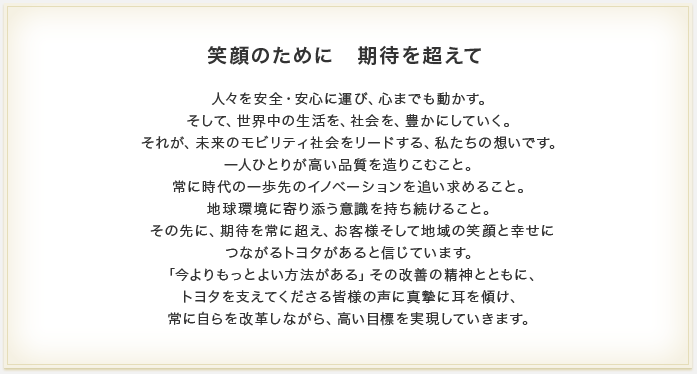 笑顔のために　期待を超えて
人々を安全・安心に運び、心までも動かす。
そして、世界中の生活を、社会を、豊かにしていく。
それが、未来のモビリティ社会をリードする、私たちの想いです。
一人ひとりが高い品質を造りこむこと。
常に時代の一歩先のイノベーションを追い求めること。
地球環境に寄り添う意識を持ち続けること。
その先に、期待を常に超え、お客様そして地域の笑顔と幸せに
つながるトヨタがあると信じています。
「今よりもっとよい方法がある」その改善の精神とともに、
トヨタを支えてくださる皆様の声に真摯に耳を傾け、
常に自らを改革しながら、高い目標を実現していきます。